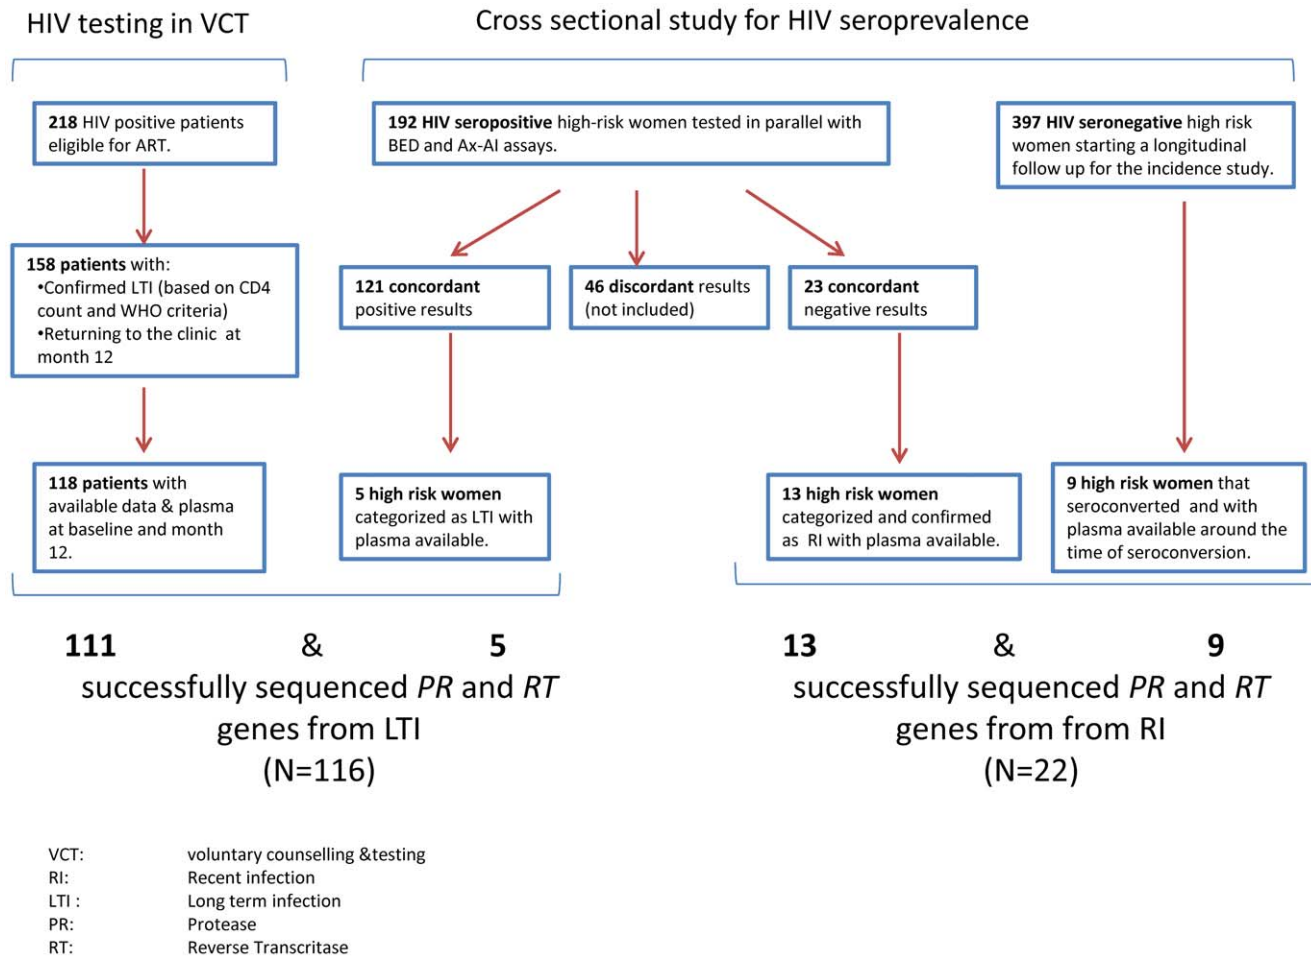 HIV testing in VCT
Cross sectional study for HIV seroprevalence
218 HIV positive patients
eligible for ART.
192 HIV seropositive high-risk women tested in parallel with
BED and Ax-AI assays.
397 HIV seronegative high risk
women starting a longitudinal
follow up for the incidence study.
158 patients with:
•Confirmed LTI (based on CD4
count and WHO criteria)
•Returning to the clinic at
month 12
121 concordant
positive results
46 discordant results
(not included)
23 concordant
negative results
118 patients with
available data & plasma
at baseline and month
12.
5 high risk women
categorized as LTI with
plasma available.
13 high risk women
categorized and confirmed
as RI with plasma available.
9 high risk women that
seroconverted and with
plasma available around the
time of seroconversion.
111 & 5
successfully sequenced PR and RT
genes from LTI
(N=116)
13 & 9
successfully sequenced PR and RT
genes from from RI
(N=22)
VCT: voluntary counselling &testing
RI: Recent infection
LTI : Long term infection
PR: Protease
RT: Reverse Transcritase